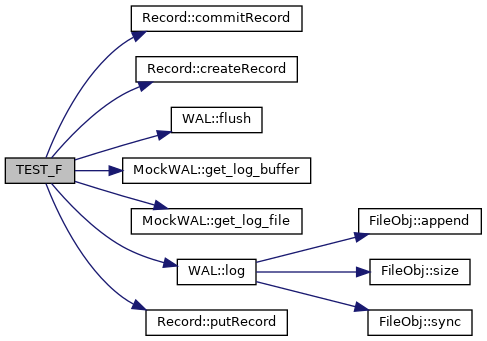 Record::commitRecord
Record::createRecord
WAL::flush
TEST_F
MockWAL::get_log_buffer
MockWAL::get_log_file
FileObj::append
WAL::log
FileObj::size
Record::putRecord
FileObj::sync